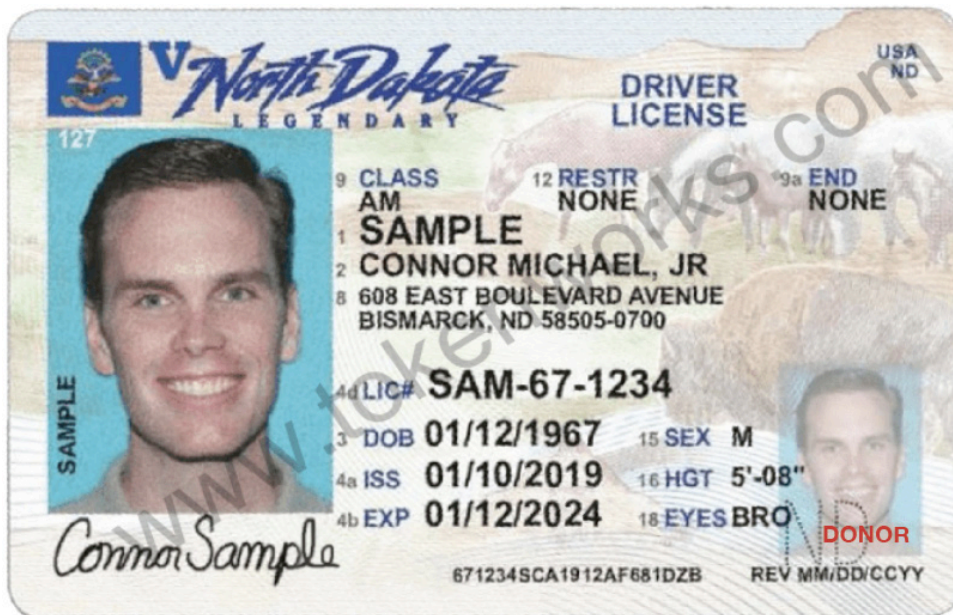 V North Dakota
LEGENDARY
DRIVER
LICENSE
USA
ND
127
9 CLASS
AM
12 RESTR
NONE
9a END
NONE
1 SAMPLE
2 CONNOR MICHAEL, JR
8 608 EAST BOULEVARD AVENUE
BISMARCK, ND 58505-0700
4d LIC# SAM-67-1234
3 DOB 01/12/1967
15 SEX M
4a ISS 01/10/2019
16 HGT 5'-08"
4b EXP 01/12/2024
18 EYES BRO
SAMPLE
Connor Sample
ND
DONOR
671234SCA1912AF681DZB
REV MM/DD/CCYY
www.tokenworks.com